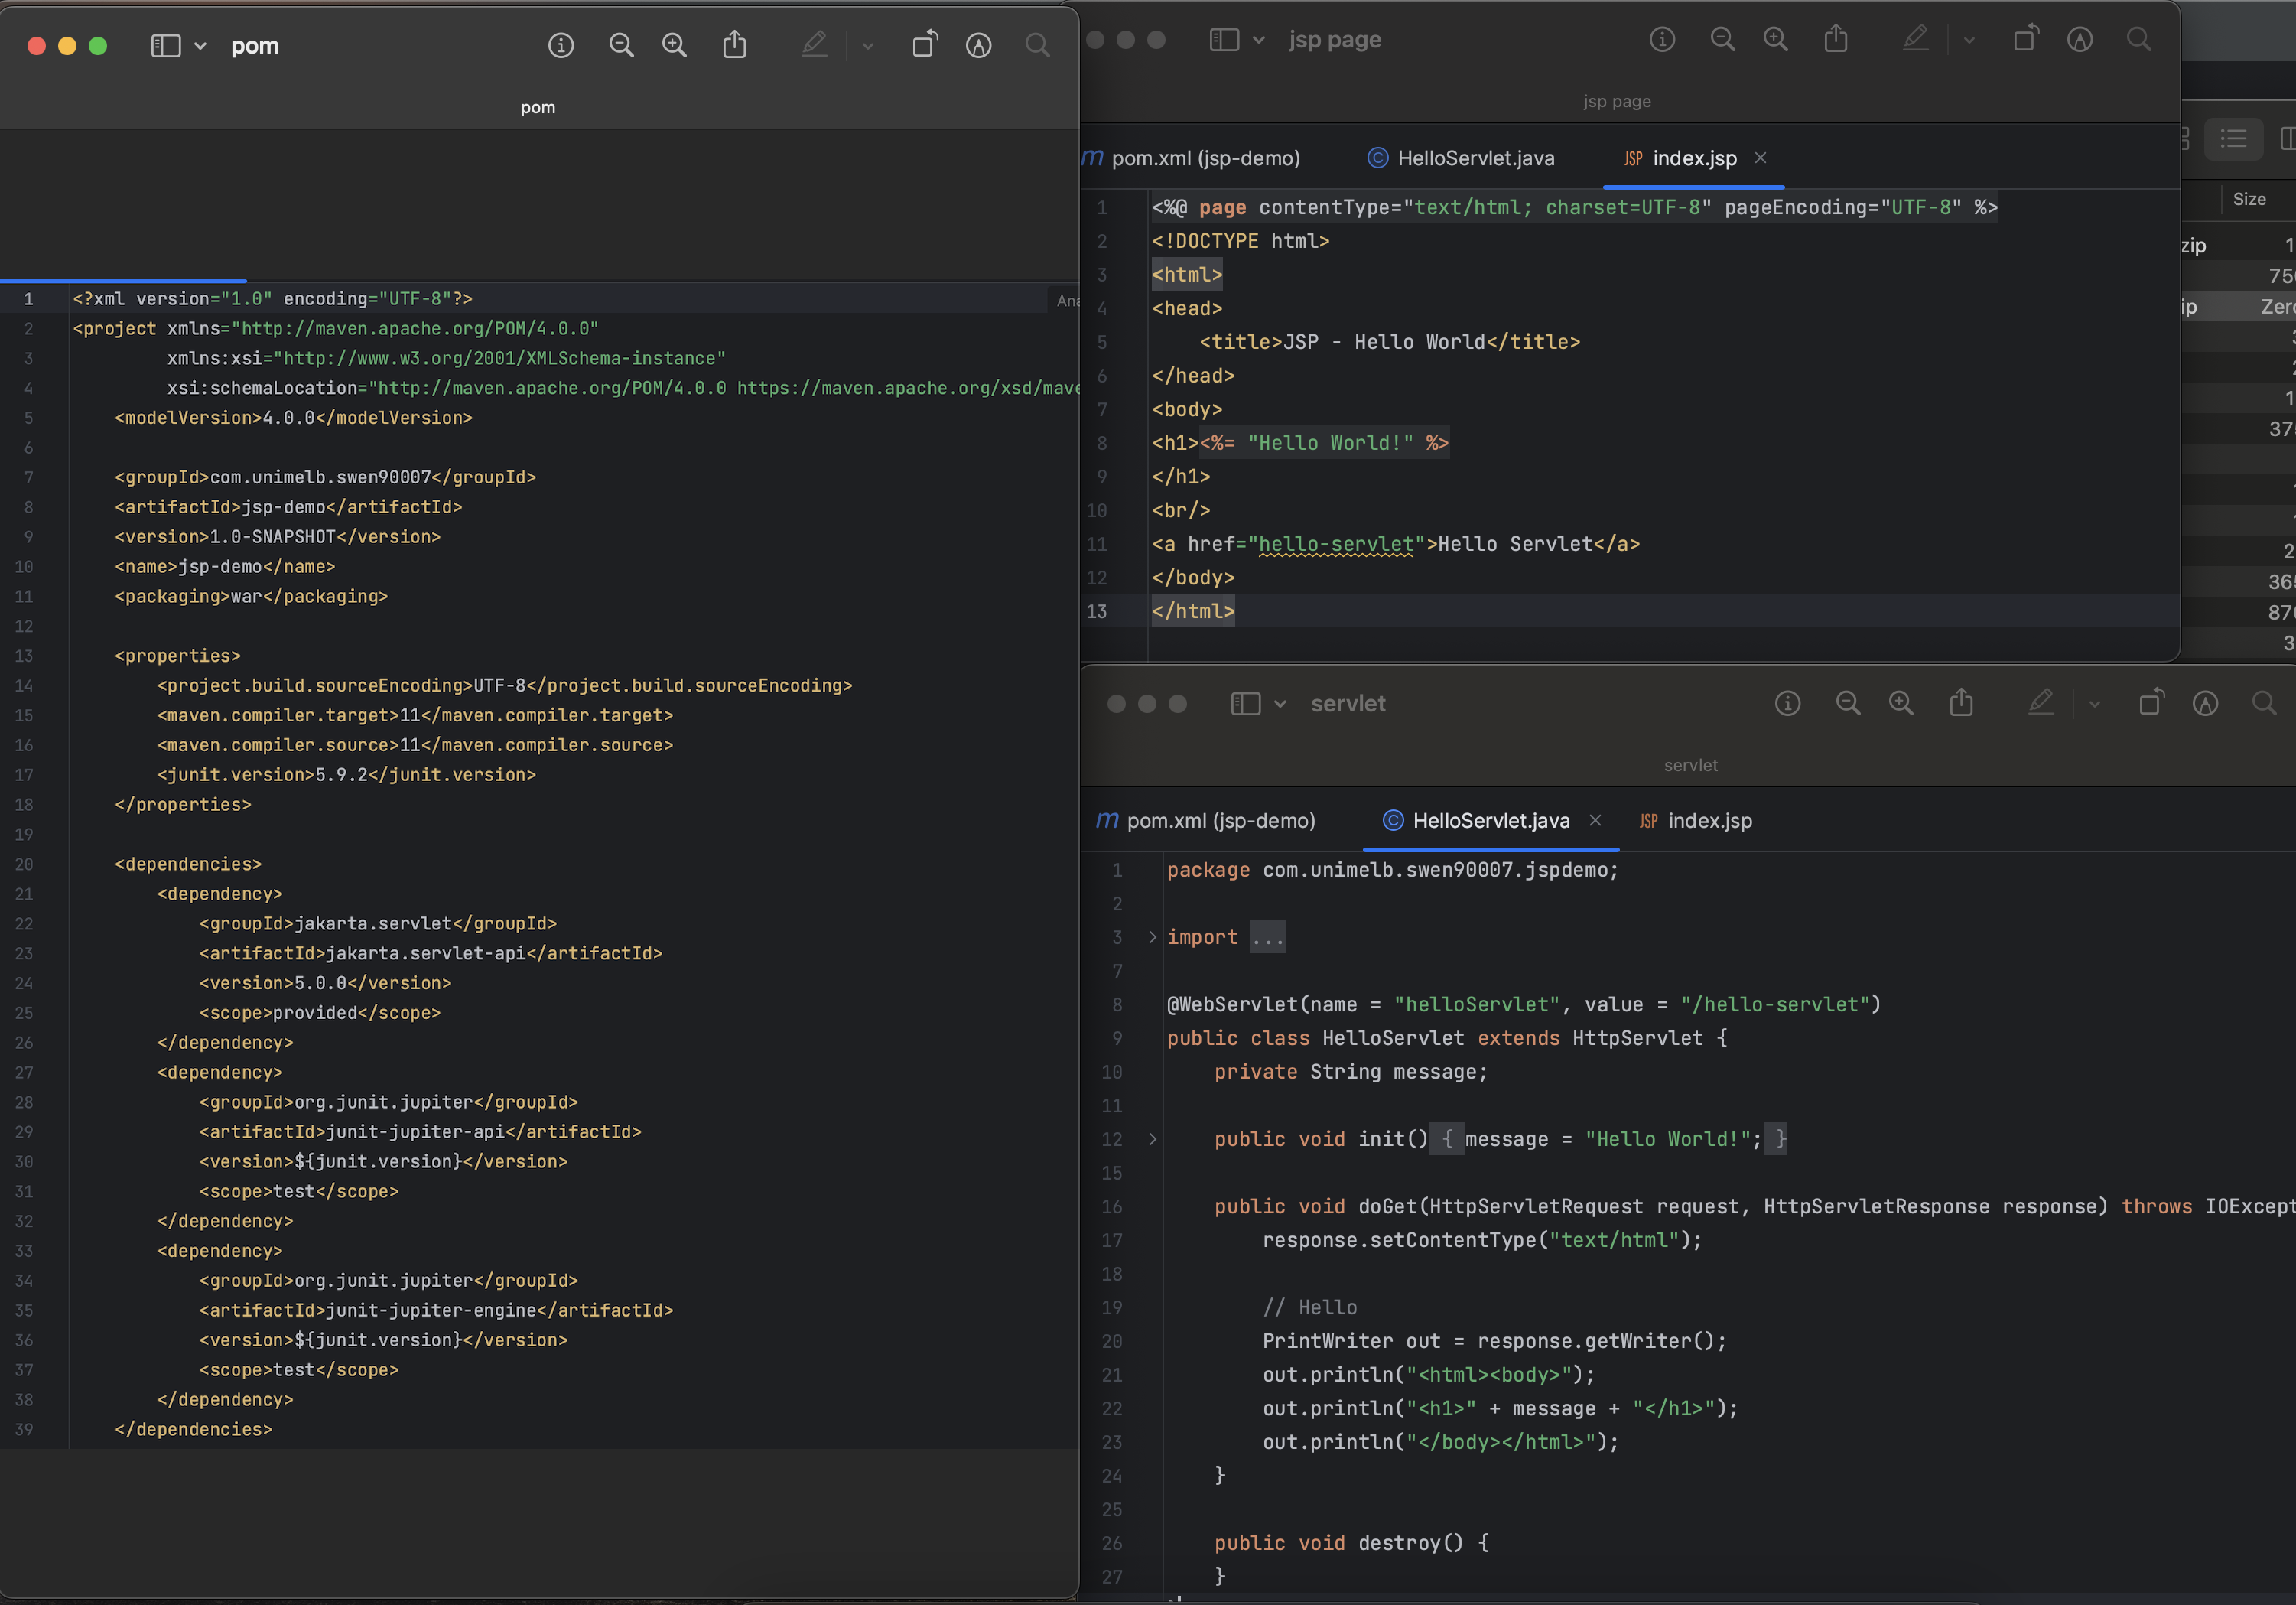 pom
pom
1 <?xml version="1.0" encoding="UTF-8"?>
2 <project xmlns="http://maven.apache.org/POM/4.0.0"
3 xmlns:xsi="http://www.w3.org/2001/XMLSchema-instance"
4 xsi:schemaLocation="http://maven.apache.org/POM/4.0.0 https://maven.apache.org/xsd/mave
5 <modelVersion>4.0.0</modelVersion>
6
7 <groupId>com.unimelb.swen90007</groupId>
8 <artifactId>jsp-demo</artifactId>
9 <version>1.0-SNAPSHOT</version>
10 <name>jsp-demo</name>
11 <packaging>war</packaging>
12
13 <properties>
14 <project.build.sourceEncoding>UTF-8</project.build.sourceEncoding>
15 <maven.compiler.target>11</maven.compiler.target>
16 <maven.compiler.source>11</maven.compiler.source>
17 <junit.version>5.9.2</junit.version>
18 </properties>
19
20 <dependencies>
21 <dependency>
22 <groupId>jakarta.servlet</groupId>
23 <artifactId>jakarta.servlet-api</artifactId>
24 <version>5.0.0</version>
25 <scope>provided</scope>
26 </dependency>
27 <dependency>
28 <groupId>org.junit.jupiter</groupId>
29 <artifactId>junit-jupiter-api</artifactId>
30 <version>${junit.version}</version>
31 <scope>test</scope>
32 </dependency>
33 <dependency>
34 <groupId>org.junit.jupiter</groupId>
35 <artifactId>junit-jupiter-engine</artifactId>
36 <version>${junit.version}</version>
37 <scope>test</scope>
38 </dependency>
39 </dependencies>
jsp page
jsp page
m pom.xml (jsp-demo) C HelloServlet.java JSP index.jsp
1 <%@ page contentType="text/html; charset=UTF-8" pageEncoding="UTF-8" %>
2 <!DOCTYPE html>
3 <html>
4 <head>
5 <title>JSP - Hello World</title>
6 </head>
7 <body>
8 <h1><%= "Hello World!" %>
9 </h1>
10 <br/>
11 <a href="hello-servlet">Hello Servlet</a>
12 </body>
13 </html>
Size
zip
ip
servlet
servlet
m pom.xml (jsp-demo) C HelloServlet.java JSP index.jsp
1 package com.unimelb.swen90007.jspdemo;
2
3 import ...
7
8 @WebServlet(name = "helloServlet", value = "/hello-servlet")
9 public class HelloServlet extends HttpServlet {
10 private String message;
11
12 public void init() { message = "Hello World!"; }
15
16 public void doGet(HttpServletRequest request, HttpServletResponse response) throws IOExcept
17 response.setContentType("text/html");
18
19 // Hello
20 PrintWriter out = response.getWriter();
21 out.println("<html><body>");
22 out.println("<h1>" + message + "</h1>");
23 out.println("</body></html>");
24 }
25
26 public void destroy() {
27 }